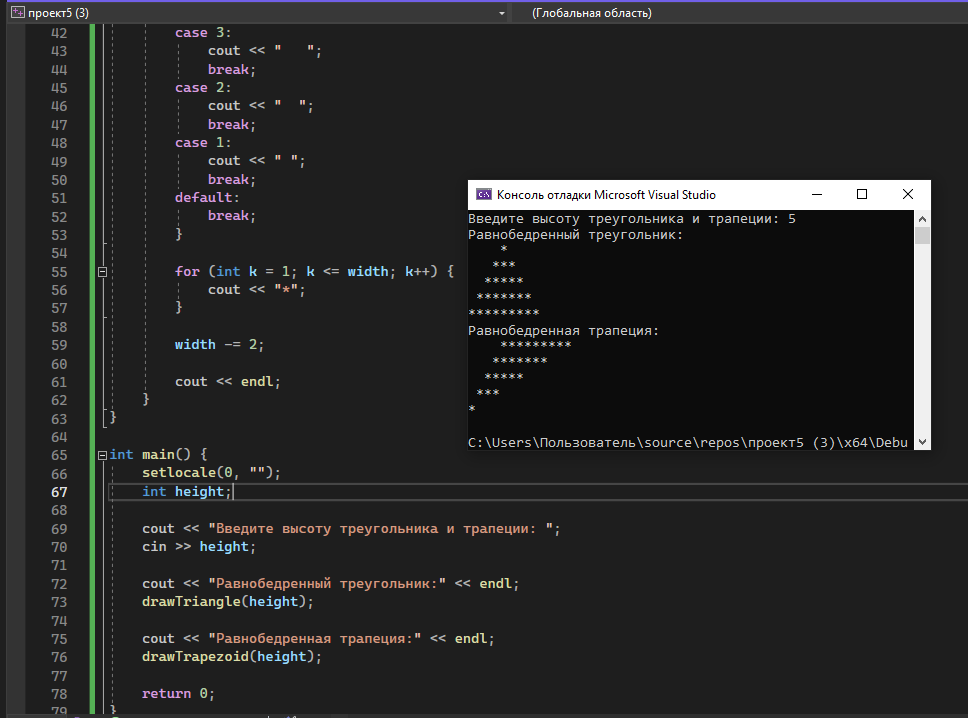 проект5 (3) (Глобальная область)
42 case 3:
43 cout << "   ";
44 break;
45 case 2:
46 cout << "  ";
47 break;
48 case 1:
49 cout << " ";
50 break;
51 default:
52 break;
53 }
54
55 for (int k = 1; k <= width; k++) {
56 cout << "*";
57 }
58
59 width -= 2;
60
61 cout << endl;
62 }
63 }
64
65 int main() {
66 setlocale(0, "");
67 int height;
68
69 cout << "Введите высоту треугольника и трапеции: ";
70 cin >> height;
71
72 cout << "Равнобедренный треугольник:" << endl;
73 drawTriangle(height);
74
75 cout << "Равнобедренная трапеция:" << endl;
76 drawTrapezoid(height);
77
78 return 0;
79 }
Консоль отладки Microsoft Visual Studio
Введите высоту треугольника и трапеции: 5
Равнобедренный треугольник:
    *
   ***
  *****
 *******
*********
Равнобедренная трапеция:
    *********
   *******
  *****
 ***
*
C:\Users\Пользователь\source\repos\проект5 (3)\x64\Debu